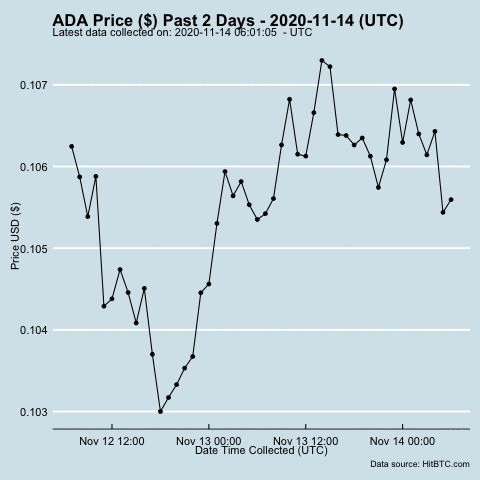 ADA Price ($) Past 2 Days - 2020-11-14 (UTC)
Latest data collected on: 2020-11-14 06:01:05  - UTC
0.107
0.106
0.105
0.104
0.103
Price USD ($)
Nov 12 12:00
Nov 13 00:00
Nov 13 12:00
Nov 14 00:00
Date Time Collected (UTC)
Data source: HitBTC.com